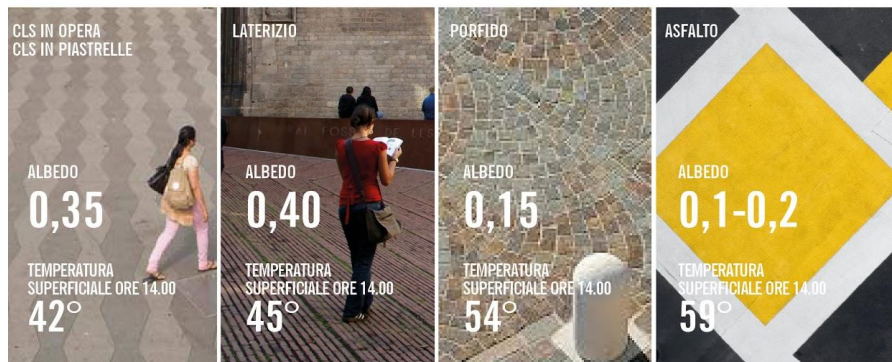 CLS IN OPERA
CLS IN PIASTRELLE
ALBEDO
0,35
TEMPERATURA
SUPERFICIALE ORE 14.00
42°
LATERIZIO
ALBEDO
0,40
TEMPERATURA
SUPERFICIALE ORE 14.00
45°
PORFIDO
ALBEDO
0,15
TEMPERATURA
SUPERFICIALE ORE 14.00
54°
ASFALTO
ALBEDO
0,1-0,2
TEMPERATURA
SUPERFICIALE ORE 14.00
59°